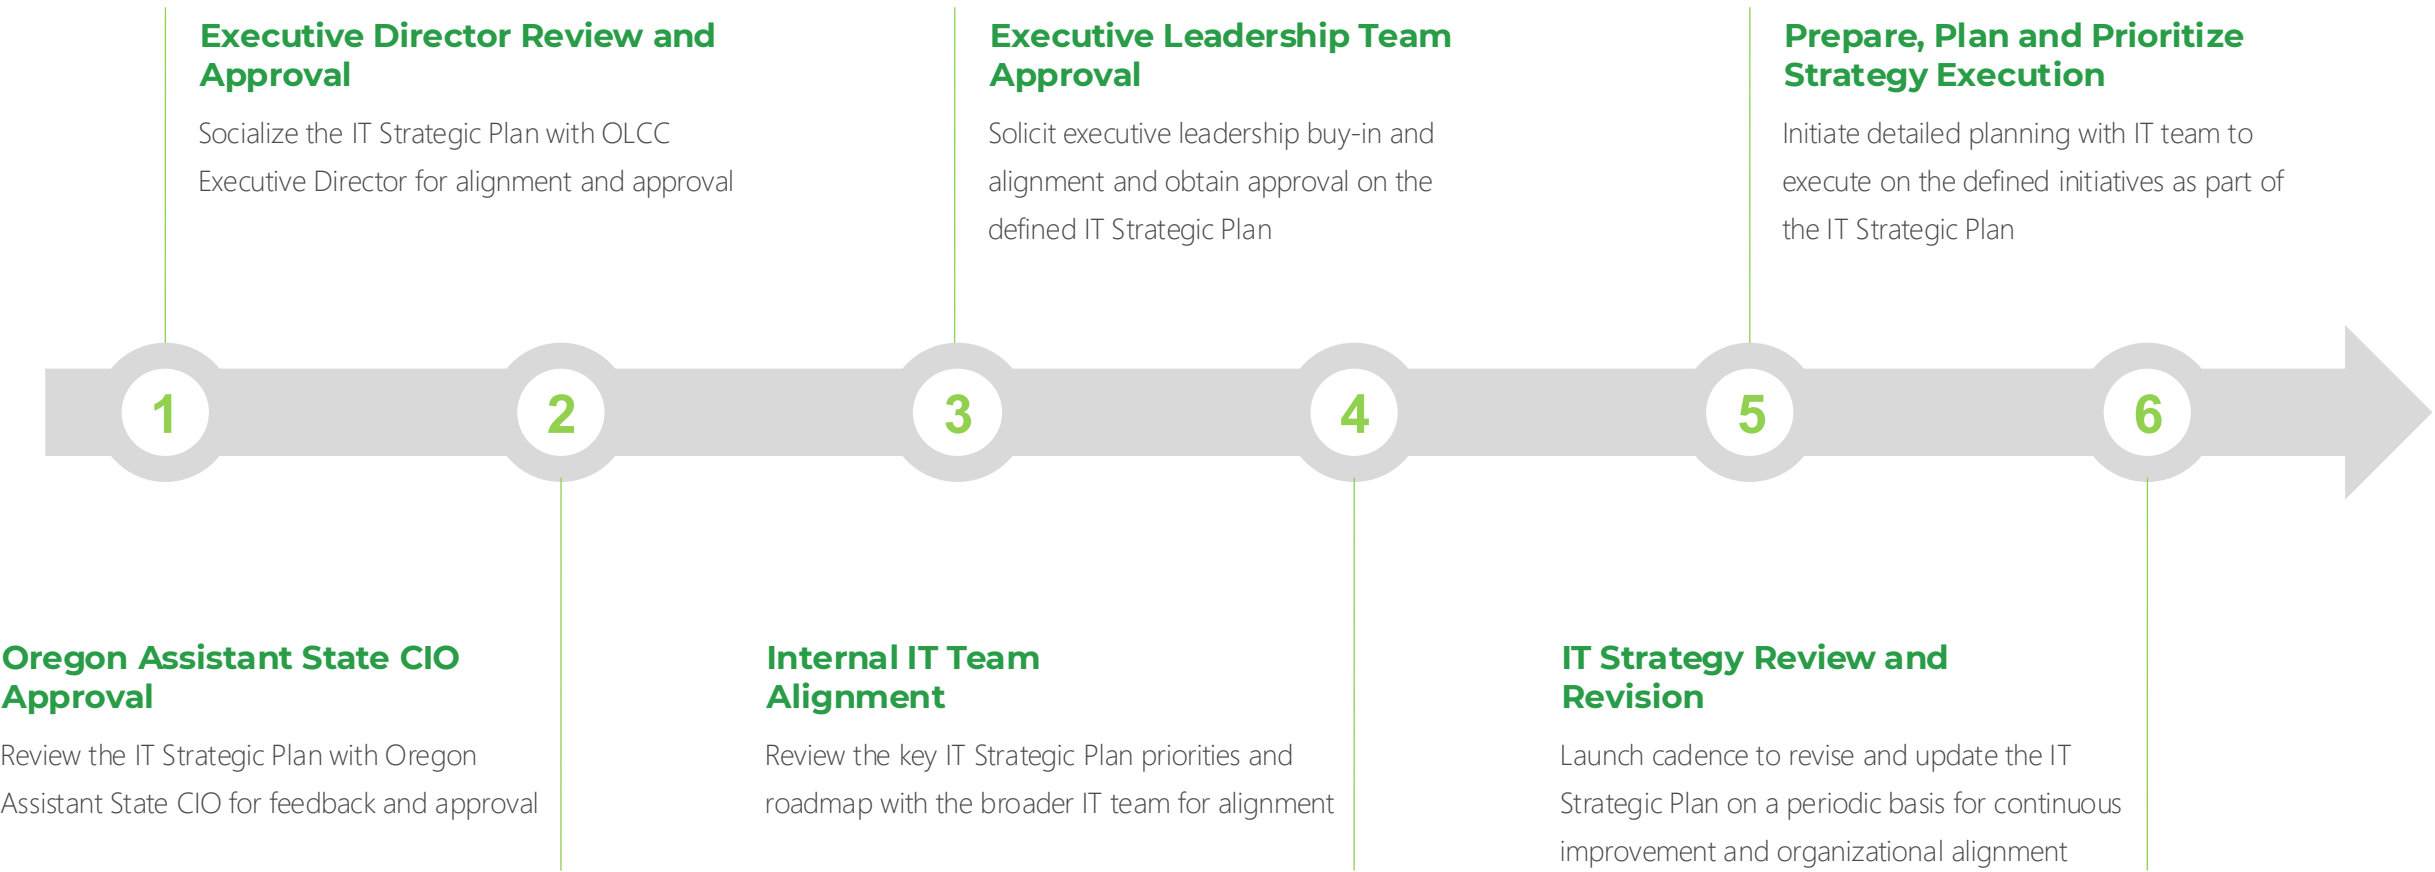 Executive Director Review and
Approval
Socialize the IT Strategic Plan with OLCC
Executive Director for alignment and approval
Executive Leadership Team
Approval
Solicit executive leadership buy-in and
alignment and obtain approval on the
defined IT Strategic Plan
Prepare, Plan and Prioritize
Strategy Execution
Initiate detailed planning with IT team to
execute on the defined initiatives as part of
the IT Strategic Plan
1
2
3
4
5
6
Oregon Assistant State CIO
Approval
Review the IT Strategic Plan with Oregon
Assistant State CIO for feedback and approval
Internal IT Team
Alignment
Review the key IT Strategic Plan priorities and
roadmap with the broader IT team for alignment
IT Strategy Review and
Revision
Launch cadence to revise and update the IT
Strategic Plan on a periodic basis for continuous
improvement and organizational alignment